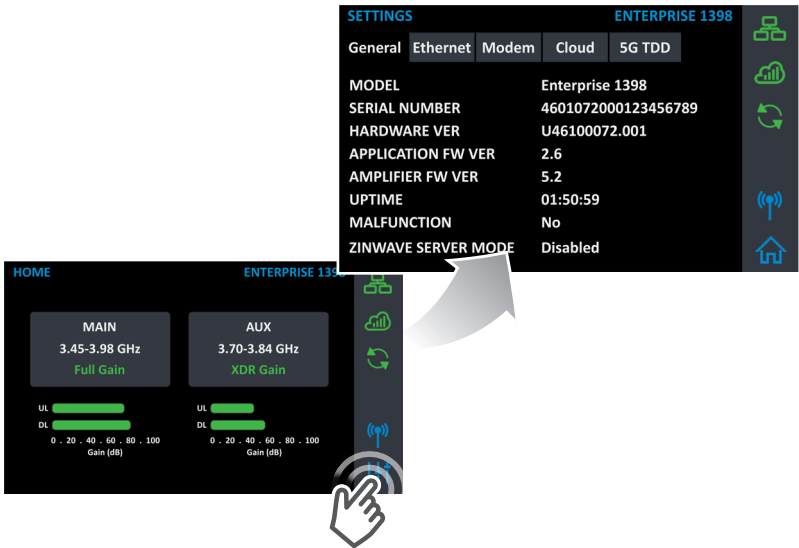 SETTINGS ENTERPRISE 1398
General Ethernet Modem Cloud 5G TDD
MODEL Enterprise 1398
SERIAL NUMBER 4601072000123456789
HARDWARE VER U46100072.001
APPLICATION FW VER 2.6
AMPLIFIER FW VER 5.2
UPTIME 01:50:59
MALFUNCTION No
ZINWAVE SERVER MODE Disabled
HOME ENTERPRISE 1398
MAIN
3.45-3.98 GHz
Full Gain
AUX
3.70-3.84 GHz
XDR Gain
UL
DL
0 . 20 . 40 . 60 . 80 . 100
Gain (dB)
UL
DL
0 . 20 . 40 . 60 . 80 . 100
Gain (dB)